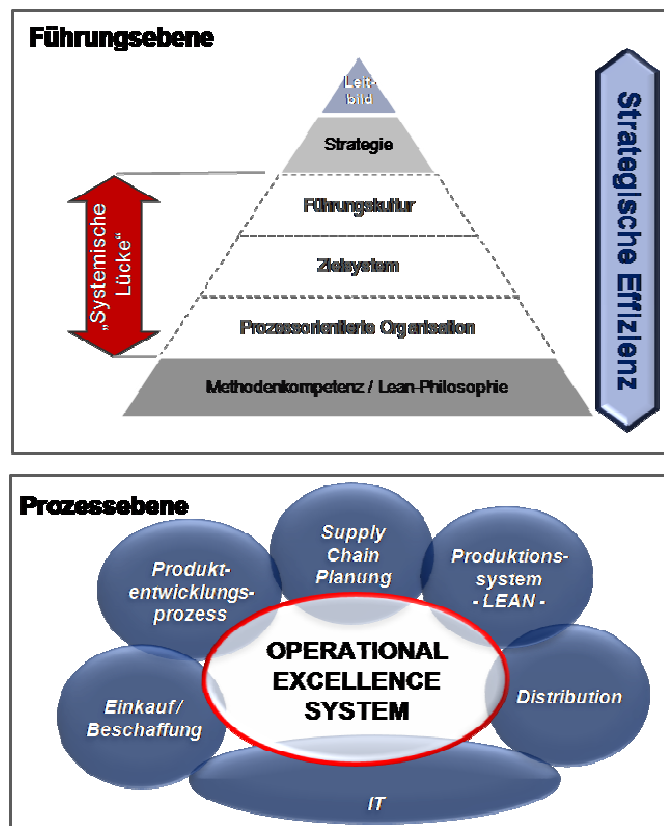 Führungsebene
Leit-
bild
Strategie
Führungskultur
Zielsystem
Prozessorientierte Organisation
Methodenkompetenz / Lean-Philosophie
„Systemische
Lücke“
Strategische Effizienz
Prozessebene
Supply
Chain
Planung
Produkt-
entwicklungs-
prozess
Produktions-
system
- LEAN -
OPERATIONAL
EXCELLENCE
SYSTEM
Einkauf /
Beschaffung
Distribution
IT